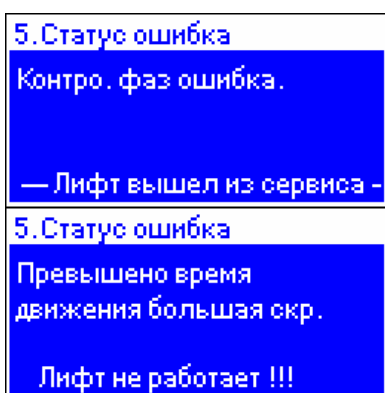 5.Статус ошибка
Контро. фаз ошибка.
— Лифт вышел из сервиса -
5.Статус ошибка
Превышено время
движения большая скр.
Лифт не работает !!!